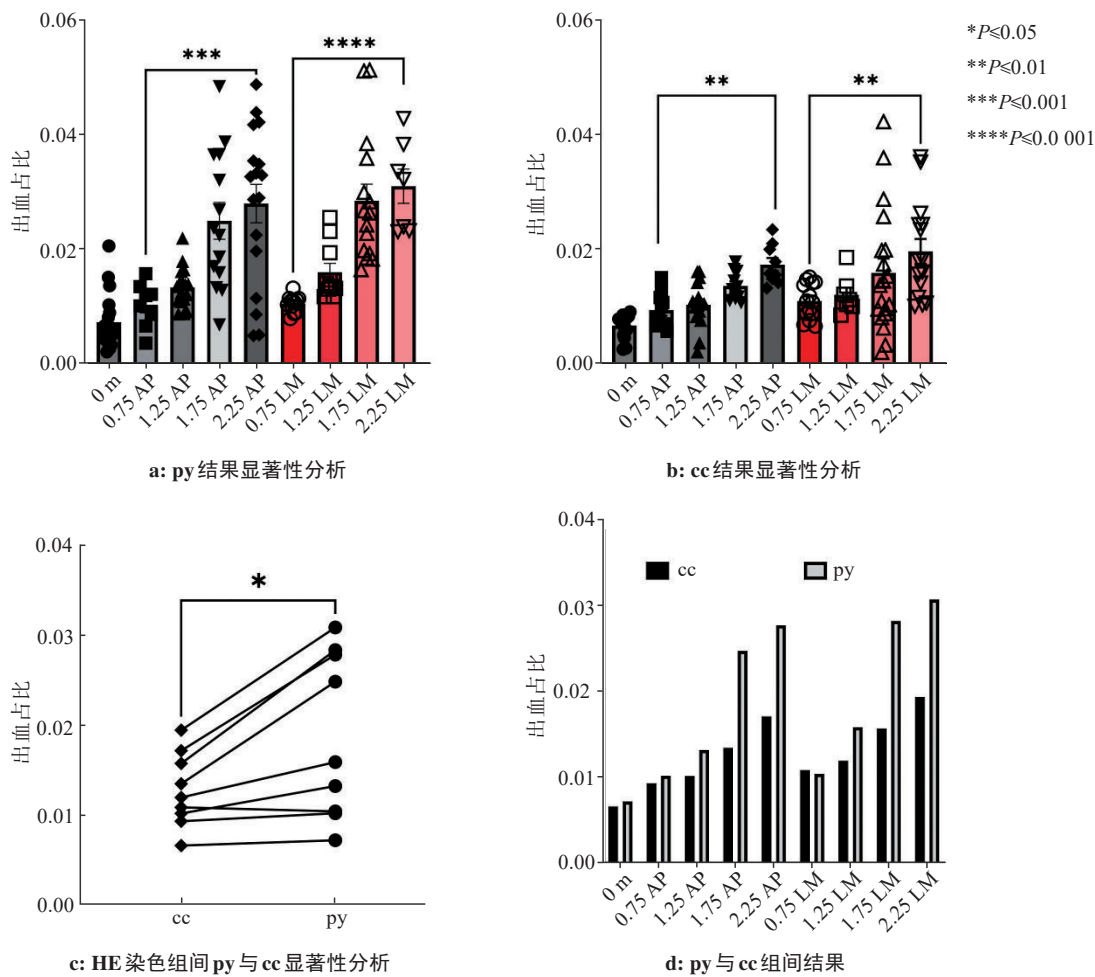 0.06
0.04
0.02
0.00
出血占比
***
****
0 m
0.75 AP
1.25 AP
1.75 AP
2.25 AP
0.75 LM
1.25 LM
1.75 LM
2.25 LM
a: py结果显著性分析
0.06
0.04
0.02
0.00
出血占比
**
**
0 m
0.75 AP
1.25 AP
1.75 AP
2.25 AP
0.75 LM
1.25 LM
1.75 LM
2.25 LM
b: cc结果显著性分析
*P≤0.05
**P≤0.01
***P≤0.001
****P≤0.0 001
0.04
0.03
0.02
0.01
0.00
出血占比
*
cc
py
c: HE染色组间py与cc显著性分析
0.04
0.03
0.02
0.01
0.00
出血占比
cc
py
0 m
0.75 AP
1.25 AP
1.75 AP
2.25 AP
0.75 LM
1.25 LM
1.75 LM
2.25 LM
d: py与cc组间结果